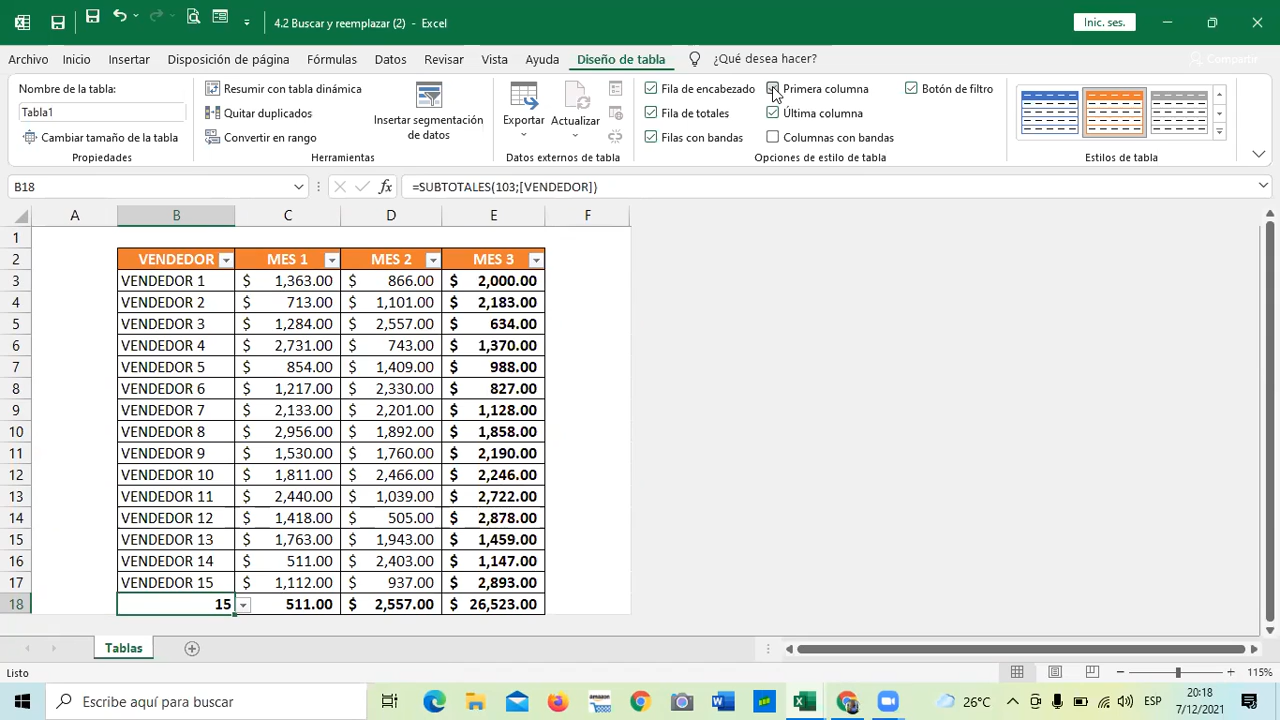 4.2 Buscar y reemplazar (2) - Excel
Inic. ses.
Archivo Inicio Insertar Disposición de página Fórmulas Datos Revisar Vista Ayuda Diseño de tabla ¿Qué desea hacer? Compartir
Nombre de la tabla:
Tabla1
Cambiar tamaño de la tabla
Propiedades
Resumir con tabla dinámica
Quitar duplicados
Convertir en rango
Insertar segmentación
de datos
Herramientas
Exportar
Actualizar
Datos externos de tabla
Fila de encabezado
Fila de totales
Filas con bandas
Primera columna
Última columna
Columnas con bandas
Botón de filtro
Opciones de estilo de tabla
Estilos de tabla
B18 fx =SUBTOTALES(103;[VENDEDOR])
A B C D E F
1
2 VENDEDOR MES 1 MES 2 MES 3
3 VENDEDOR 1 $ 1,363.00 $ 866.00 $ 2,000.00
4 VENDEDOR 2 $ 713.00 $ 1,101.00 $ 2,183.00
5 VENDEDOR 3 $ 1,284.00 $ 2,557.00 $ 634.00
6 VENDEDOR 4 $ 2,731.00 $ 743.00 $ 1,370.00
7 VENDEDOR 5 $ 854.00 $ 1,409.00 $ 988.00
8 VENDEDOR 6 $ 1,217.00 $ 2,330.00 $ 827.00
9 VENDEDOR 7 $ 2,133.00 $ 2,201.00 $ 1,128.00
10 VENDEDOR 8 $ 2,956.00 $ 1,892.00 $ 1,858.00
11 VENDEDOR 9 $ 1,530.00 $ 1,760.00 $ 2,190.00
12 VENDEDOR 10 $ 1,811.00 $ 2,466.00 $ 2,246.00
13 VENDEDOR 11 $ 2,440.00 $ 1,039.00 $ 2,722.00
14 VENDEDOR 12 $ 1,418.00 $ 505.00 $ 2,878.00
15 VENDEDOR 13 $ 1,763.00 $ 1,943.00 $ 1,459.00
16 VENDEDOR 14 $ 511.00 $ 2,403.00 $ 1,147.00
17 VENDEDOR 15 $ 1,112.00 $ 937.00 $ 2,893.00
18 15 511.00 $ 2,557.00 $ 26,523.00
Tablas
Listo 115%
Escribe aquí para buscar 26°C ESP 20:18
7/12/2021